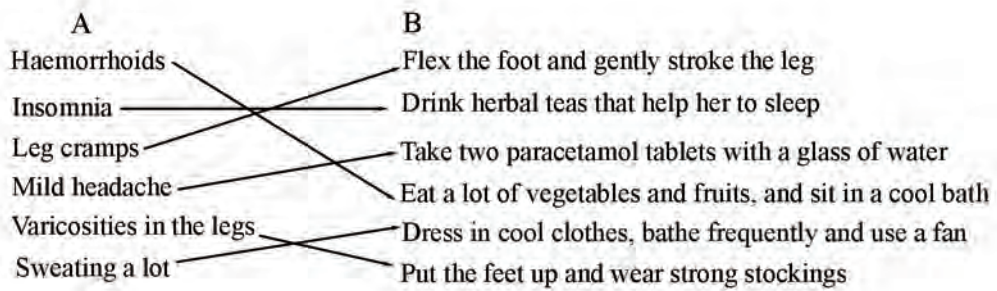 A B
Haemorrhoids Flex the foot and gently stroke the leg
Insomnia Drink herbal teas that help her to sleep
Leg cramps Take two paracetamol tablets with a glass of water
Mild headache Eat a lot of vegetables and fruits, and sit in a cool bath
Varicosities in the legs Dress in cool clothes, bathe frequently and use a fan
Sweating a lot Put the feet up and wear strong stockings